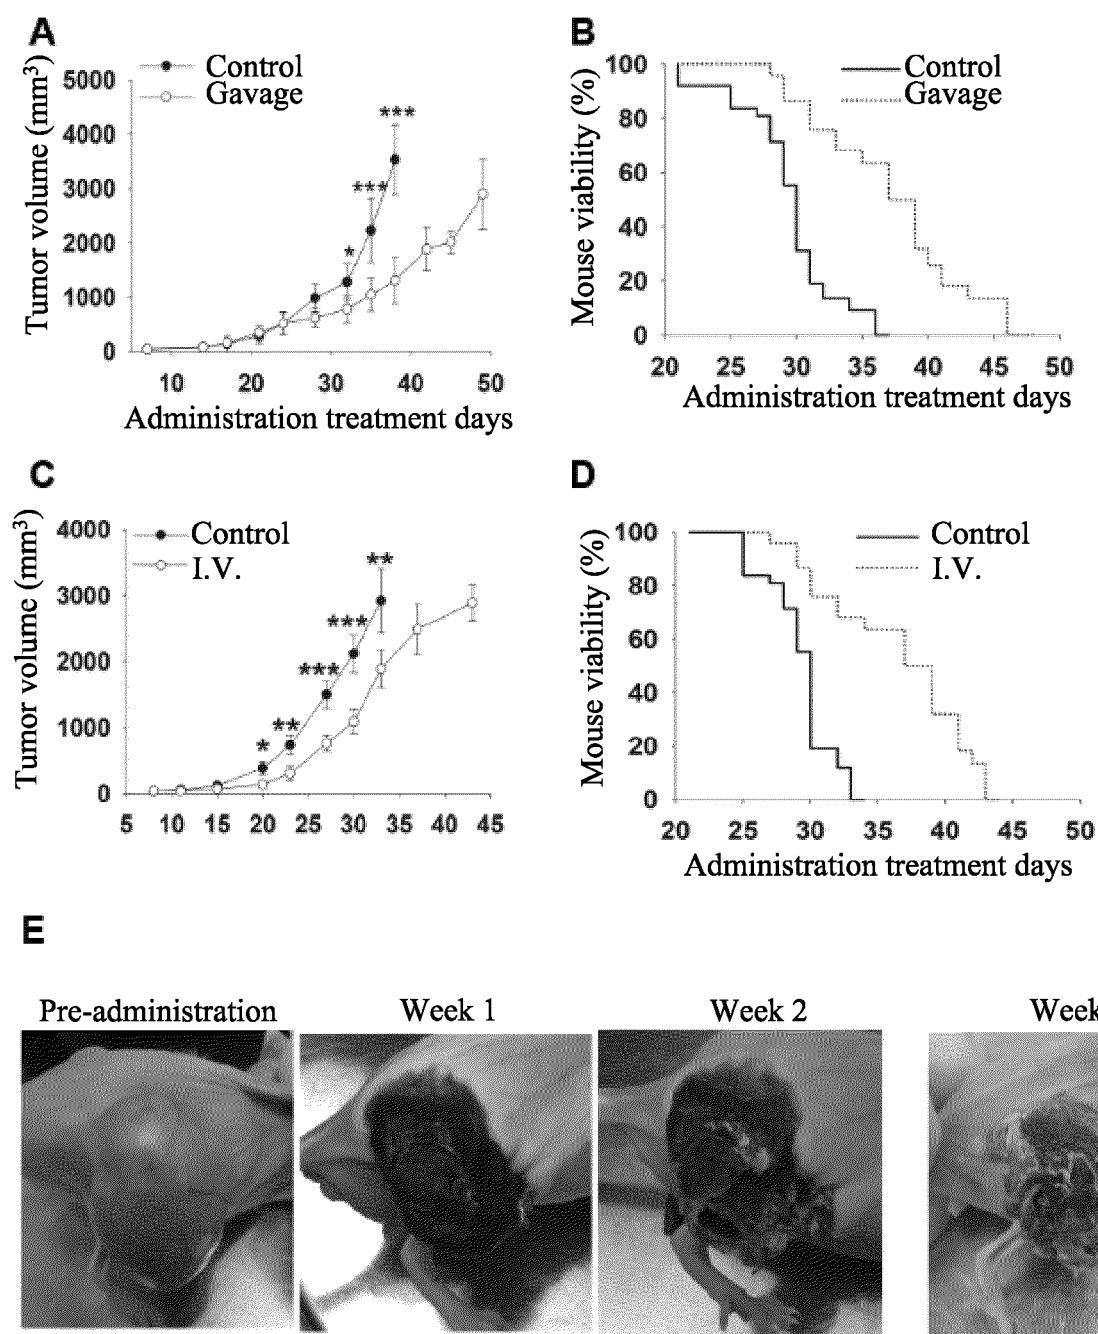 A
Tumor volume (mm³)
Control
Gavage
5000
4000
3000
2000
1000
0
***
***
*
10 20 30 40 50
Administration treatment days
B
Mouse viability (%)
Control
Gavage
100
80
60
40
20
0
20 25 30 35 40 45 50
Administration treatment days
C
Tumor volume (mm³)
Control
I.V.
4000
3000
2000
1000
0
**
***
***
**
*
5 10 15 20 25 30 35 40 45
D
Mouse viability (%)
Control
I.V.
100
80
60
40
20
0
20 25 30 35 40 45 50
Administration treatment days
E
Pre-administration Week 1 Week 2 Week